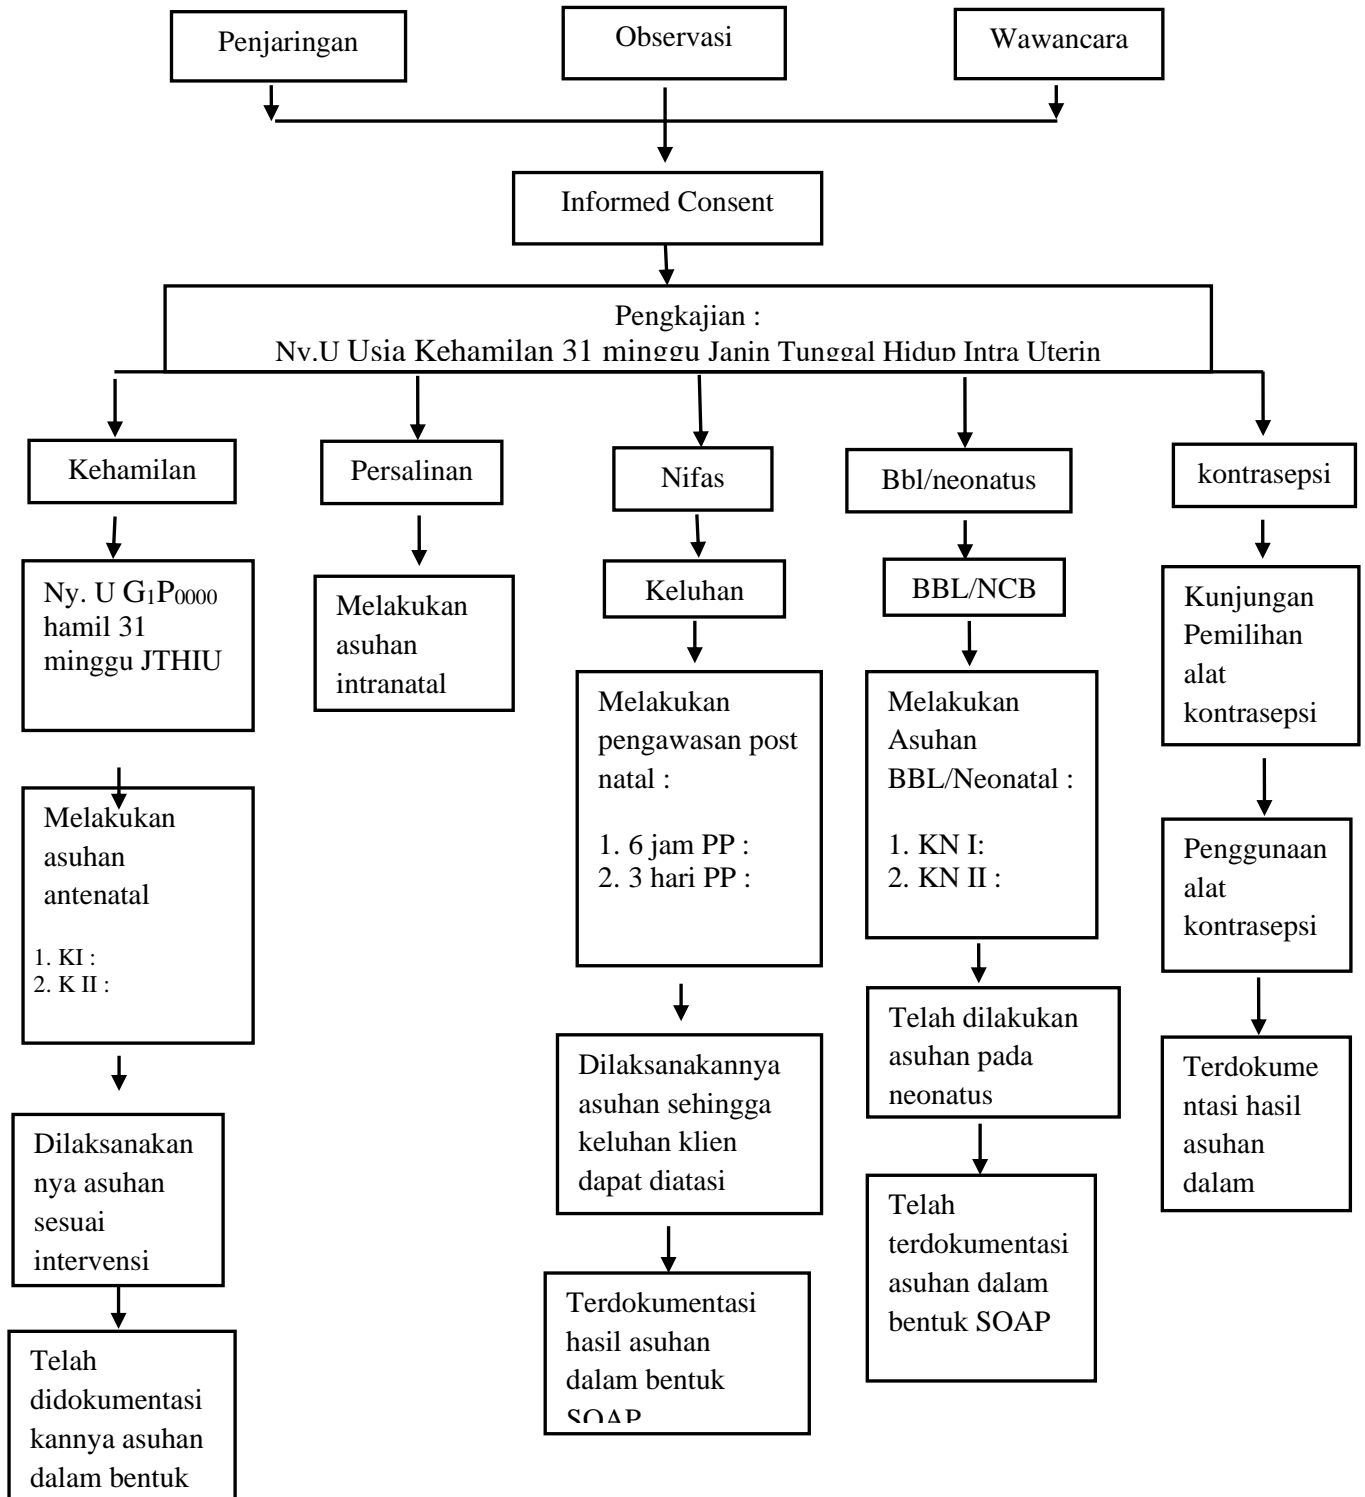 Penjaringan
Observasi
Wawancara
Informed Consent
Pengkajian :
Ny.U Usia Kehamilan 31 minggu Janin Tunggal Hidup Intra Uterin
Kehamilan
Persalinan
Nifas
Bbl/neonatus
kontrasepsi
Ny. U G₁P₀₀₀₀
hamil 31
minggu JTHIU
Melakukan
asuhan
antenatal
1. KI :
2. K II :
Dilaksanakan
nya asuhan
sesuai
intervensi
Telah
didokumentasi
kannya asuhan
dalam bentuk
Melakukan
asuhan
intranatal
Keluhan
Melakukan
pengawasan post
natal :
1. 6 jam PP :
2. 3 hari PP :
Dilaksanakannya
asuhan sehingga
keluhan klien
dapat diatasi
Terdokumentasi
hasil asuhan
dalam bentuk
SOAP
BBL/NCB
Melakukan
Asuhan
BBL/Neonatal :
1. KN I:
2. KN II :
Telah dilakukan
asuhan pada
neonatus
Telah
terdokumentasi
asuhan dalam
bentuk SOAP
Kunjungan
Pemilihan
alat
kontrasepsi
Penggunaan
alat
kontrasepsi
Terdokume
ntasi hasil
asuhan
dalam